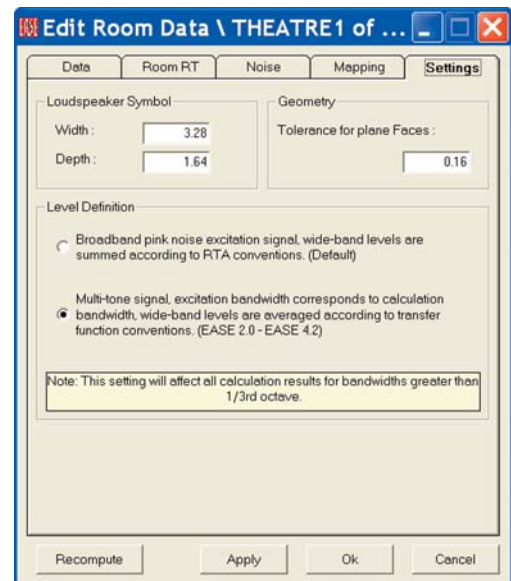 Edit Room Data \ THEATRE1 of ...
Data Room RT Noise Mapping Settings
Loudspeaker Symbol
Width : 3.28
Depth : 1.64
Geometry
Tolerance for plane Faces :
0.16
Level Definition
Broadband pink noise excitation signal, wide-band levels are
summed according to RTA conventions. (Default)
Multi-tone signal, excitation bandwidth corresponds to calculation
bandwidth, wide-band levels are averaged according to transfer
function conventions. (EASE 2.0 - EASE 4.2)
Note: This setting will affect all calculation results for bandwidths greater than
1/3rd octave.
Recompute Apply Ok Cancel